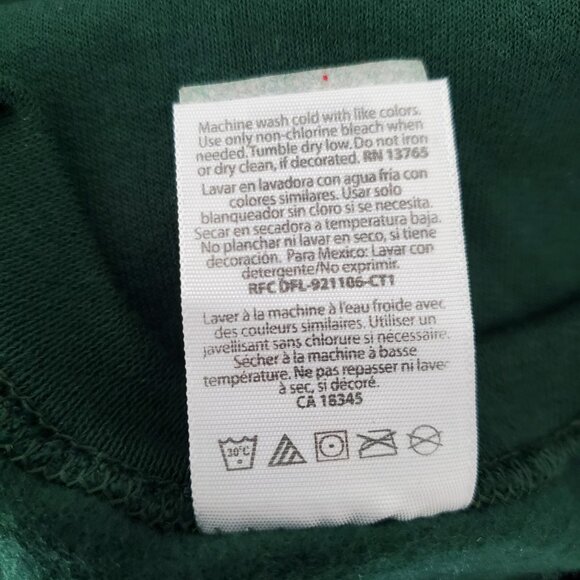 Machine wash cold with like colors.
Use only non-chlorine bleach when
needed. Tumble dry low. Do not iron
or dry clean, if decorated. RN 13765
Lavar en lavadora con agua fría con
colores similares. Usar solo
blanqueador sin cloro si se necesita.
Secar en secadora a temperatura baja.
No planchar ni lavar en seco, si tiene
decoración. Para Mexico: Lavar con
detergente/No exprimir.
RFC DFL-921106-CT1
Laver à la machine à l'eau froide avec
des couleurs similaires. Utiliser un
javellisant sans chlorure si nécessaire.
Sécher à la machine à basse
température. Ne pas repasser ni laver
à sec, si décoré.
CA 18345
30°C